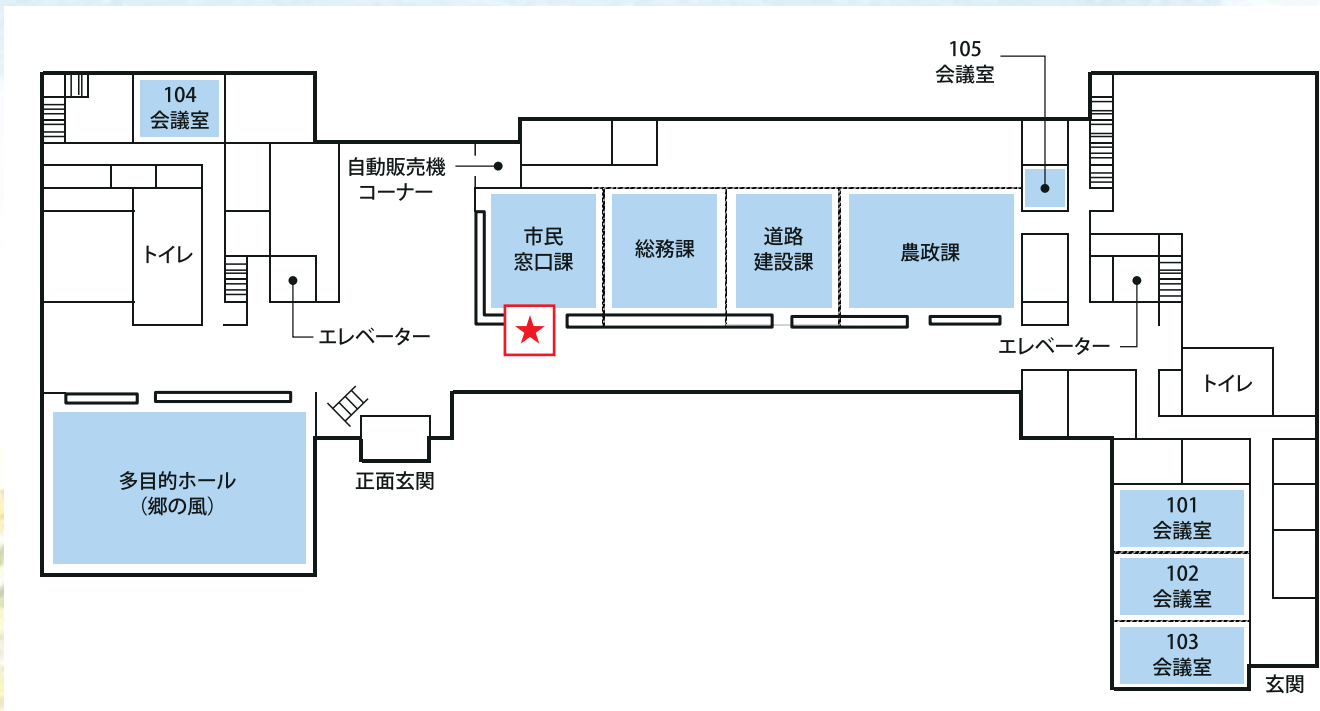 105
会議室
104
会議室
自動販売機
コーナー
トイレ
市民
窓口課
総務課
道路
建設課
農政課
エレベーター
エレベーター
トイレ
多目的ホール
（郷の風）
正面玄関
101
会議室
102
会議室
103
会議室
玄関